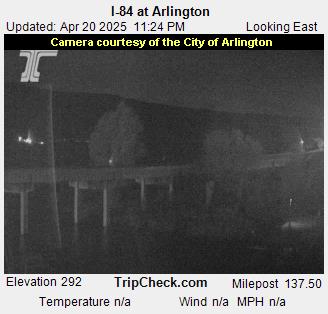 I-84 at Arlington
Updated: Apr 20 2025 11:24 PM Looking East
Camera courtesy of the City of Arlington
Elevation 292 TripCheck.com Milepost 137.50
Temperature n/a Wind n/a MPH n/a